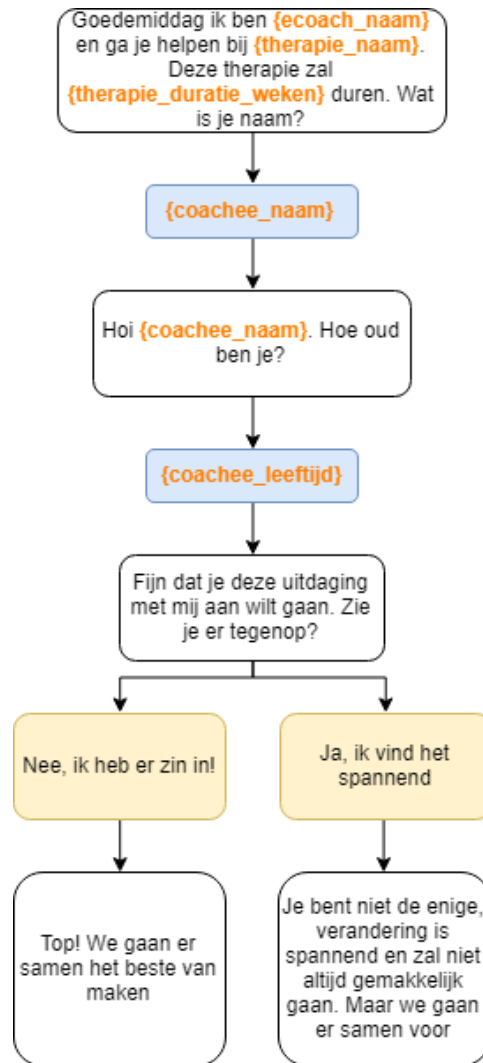 Goedemiddag ik ben {ecoach_naam}
en ga je helpen bij {therapie_naam}.
Deze therapie zal
{therapie_duratie_weken} duren. Wat
is je naam?
{coachee_naam}
Hoi {coachee_naam}. Hoe oud
ben je?
{coachee_leeftijd}
Fijn dat je deze uitdaging
met mij aan wilt gaan. Zie
je er tegenop?
Nee, ik heb er zin in!
Ja, ik vind het
spannend
Top! We gaan er
samen het beste van
maken
Je bent niet de enige,
verandering is
spannend en zal niet
altijd gemakkelijk
gaan. Maar we gaan
er samen voor